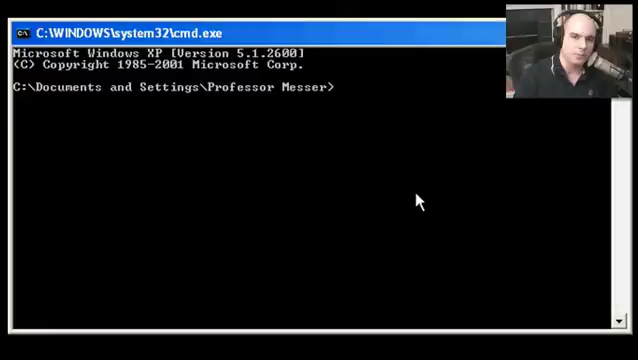 C:\WINDOWS\system32\cmd.exe
Microsoft Windows XP [Version 5.1.2600]
(C) Copyright 1985-2001 Microsoft Corp.
C:\Documents and Settings\Professor Messer>